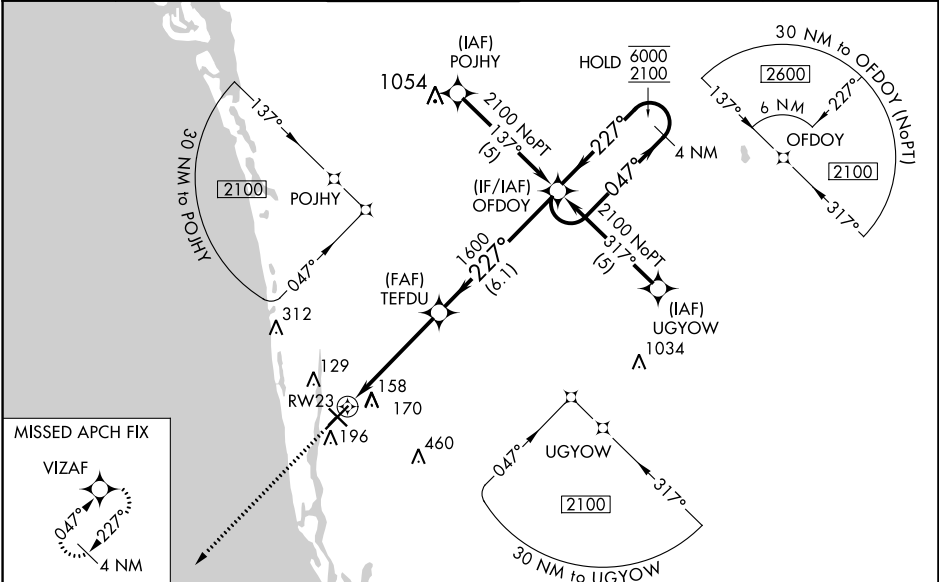 (IAF)
POJHY
1054
2100 NoPT
137°
(5)
HOLD
6000
2100
227°
047°
4 NM
30 NM to OFDOY (NoPT)
2600
137°
6 NM
227°
OFDOY
2100
317°
137°
30 NM to POJHY
2100
POJHY
047°
(IF/IAF)
OFDOY
2100 NoPT
317°
(5)
1600
227°
(6.1)
(FAF)
TEFDU
(IAF)
UGYOW
1034
312
129
RW23
158
170
196
460
MISSED APCH FIX
VIZAF
047°
227°
4 NM
047°
UGYOW
317°
2100
30 NM to UGYOW